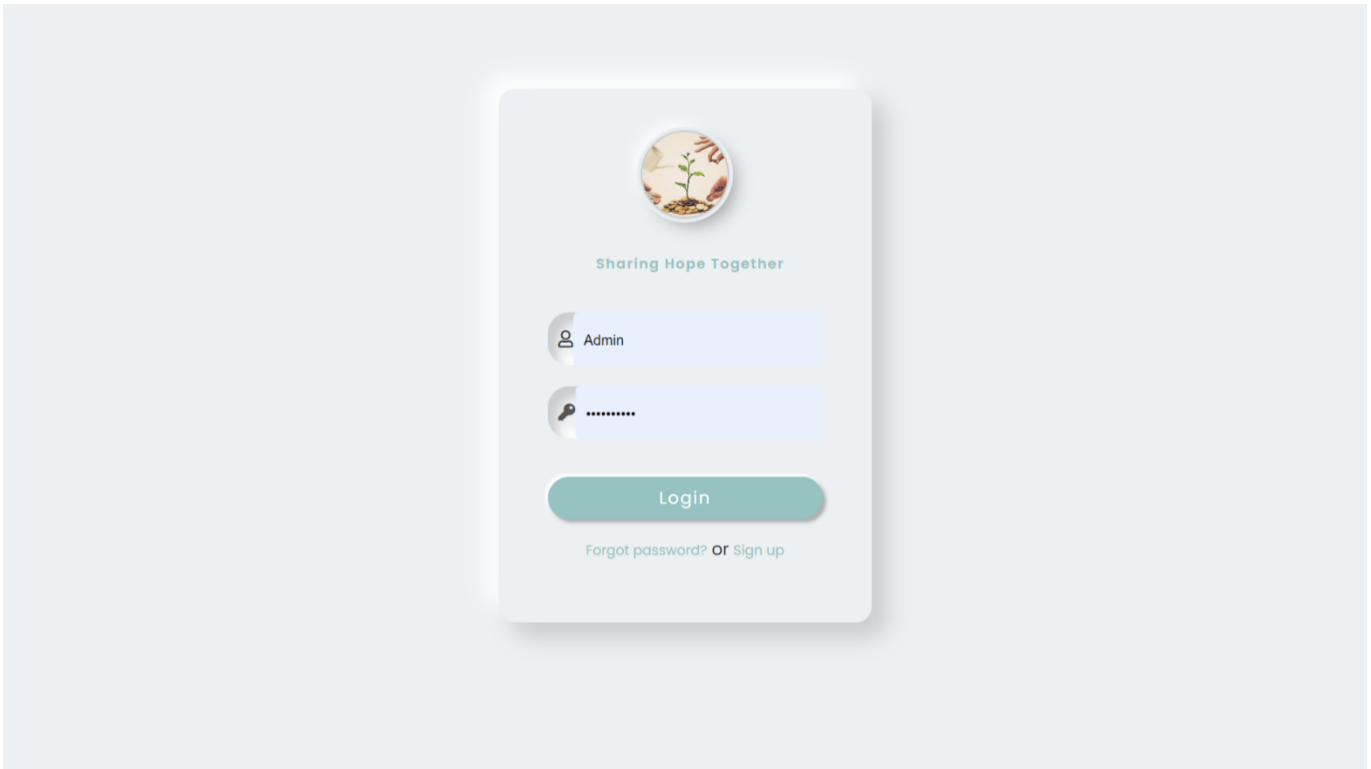 Sharing Hope Together
Admin
••••••••••
Login
Forgot password? or Sign up